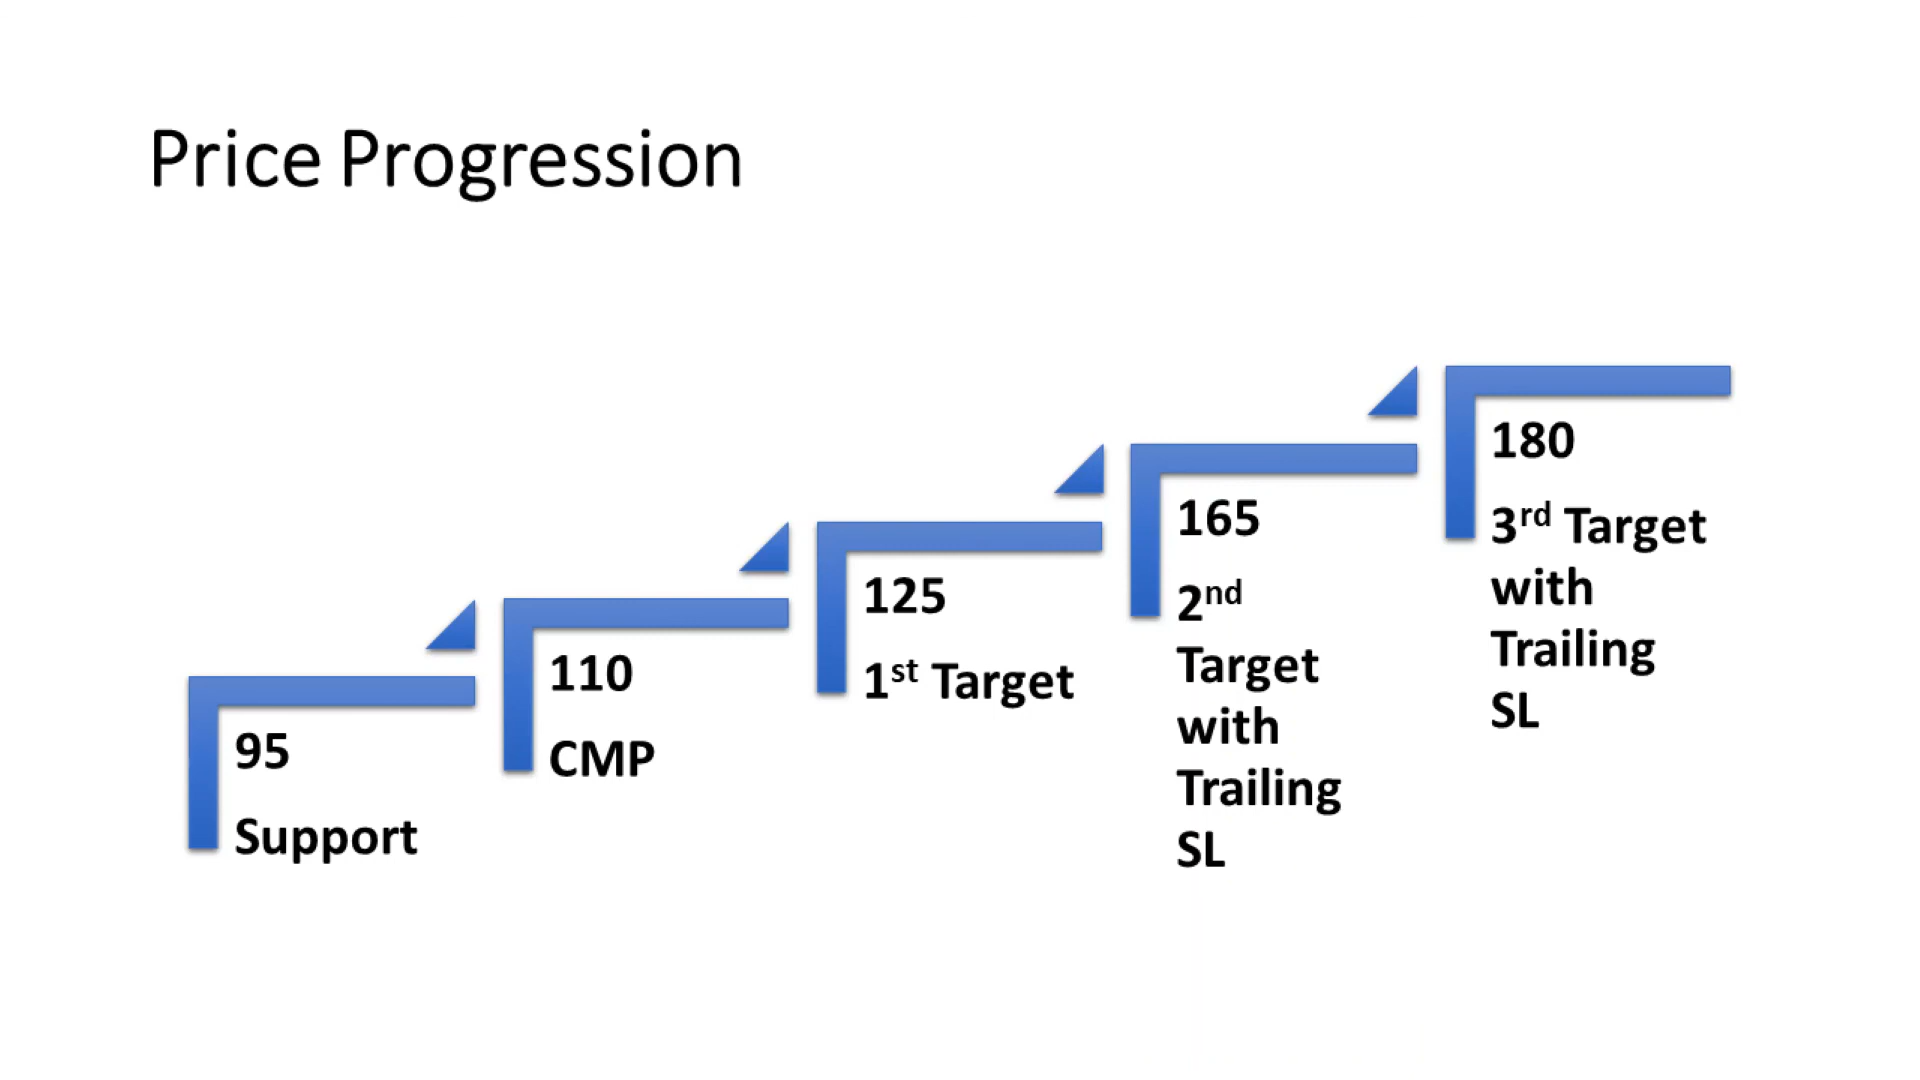 Price Progression
95
Support
110
CMP
125
1st Target
165
2nd
Target
with
Trailing
SL
180
3rd Target
with
Trailing
SL